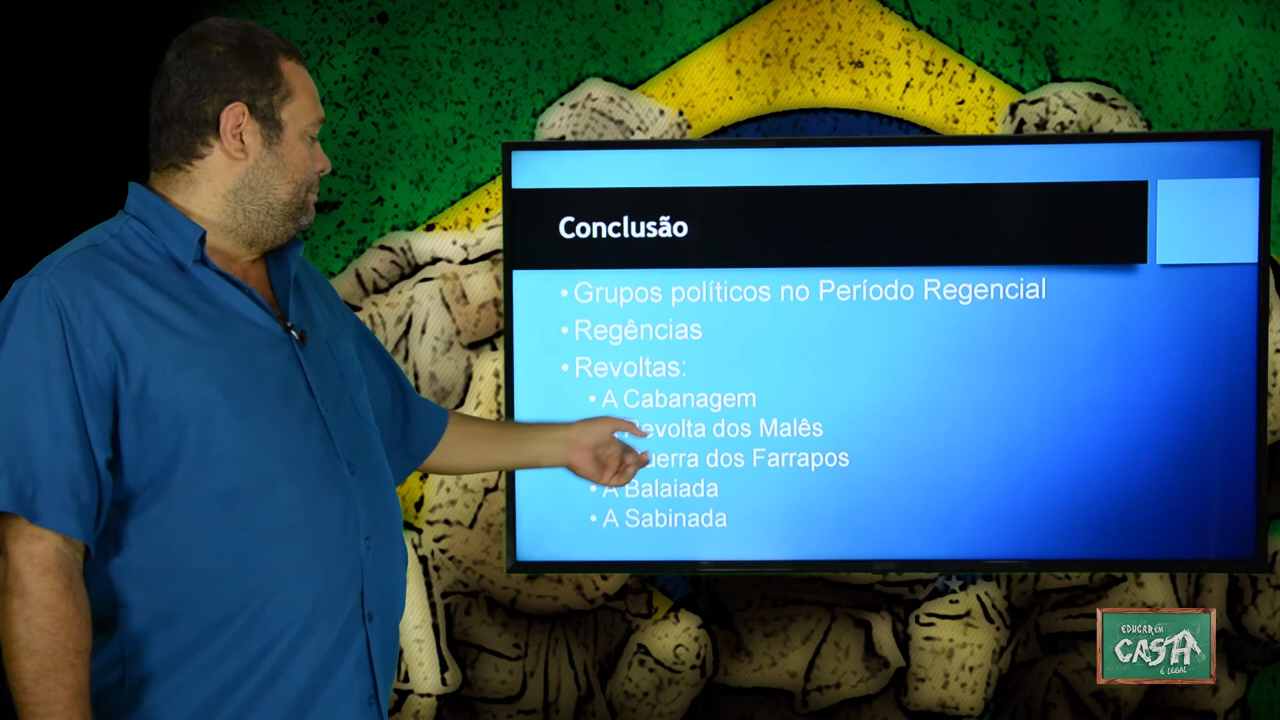 Conclusão
• Grupos políticos no Período Regencial
• Regências
• Revoltas:
• A Cabanagem
evolta dos Malês
uerra dos Farrapos
• A Balaiada
• A Sabinada
EDUCAR EM
CASA
É LEGAL